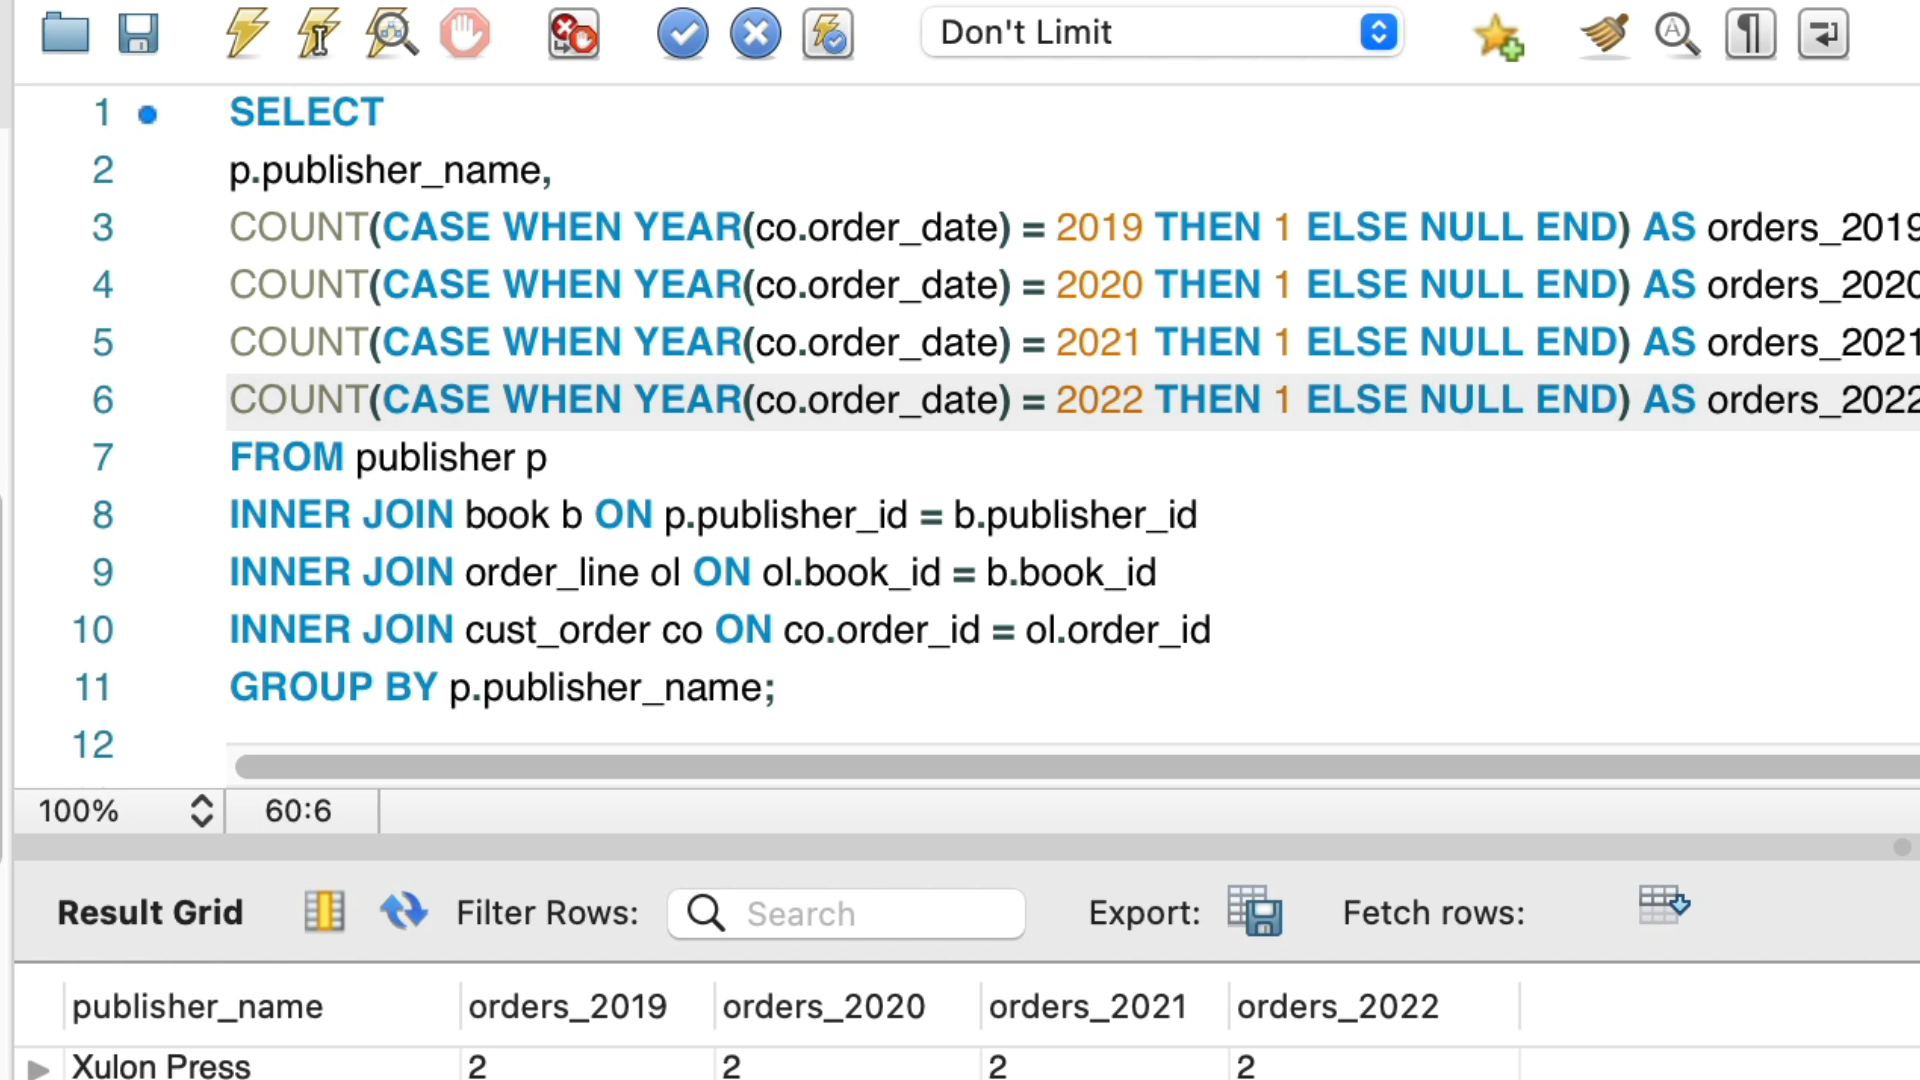 Don't Limit
1 SELECT
2 p.publisher_name,
3 COUNT(CASE WHEN YEAR(co.order_date) = 2019 THEN 1 ELSE NULL END) AS orders_2019
4 COUNT(CASE WHEN YEAR(co.order_date) = 2020 THEN 1 ELSE NULL END) AS orders_2020
5 COUNT(CASE WHEN YEAR(co.order_date) = 2021 THEN 1 ELSE NULL END) AS orders_2021
6 COUNT(CASE WHEN YEAR(co.order_date) = 2022 THEN 1 ELSE NULL END) AS orders_2022
7 FROM publisher p
8 INNER JOIN book b ON p.publisher_id = b.publisher_id
9 INNER JOIN order_line ol ON ol.book_id = b.book_id
10 INNER JOIN cust_order co ON co.order_id = ol.order_id
11 GROUP BY p.publisher_name;
12
100% 60:6
Result Grid Filter Rows: Search Export: Fetch rows:
publisher_name orders_2019 orders_2020 orders_2021 orders_2022
Xulon Press 2 2 2 2